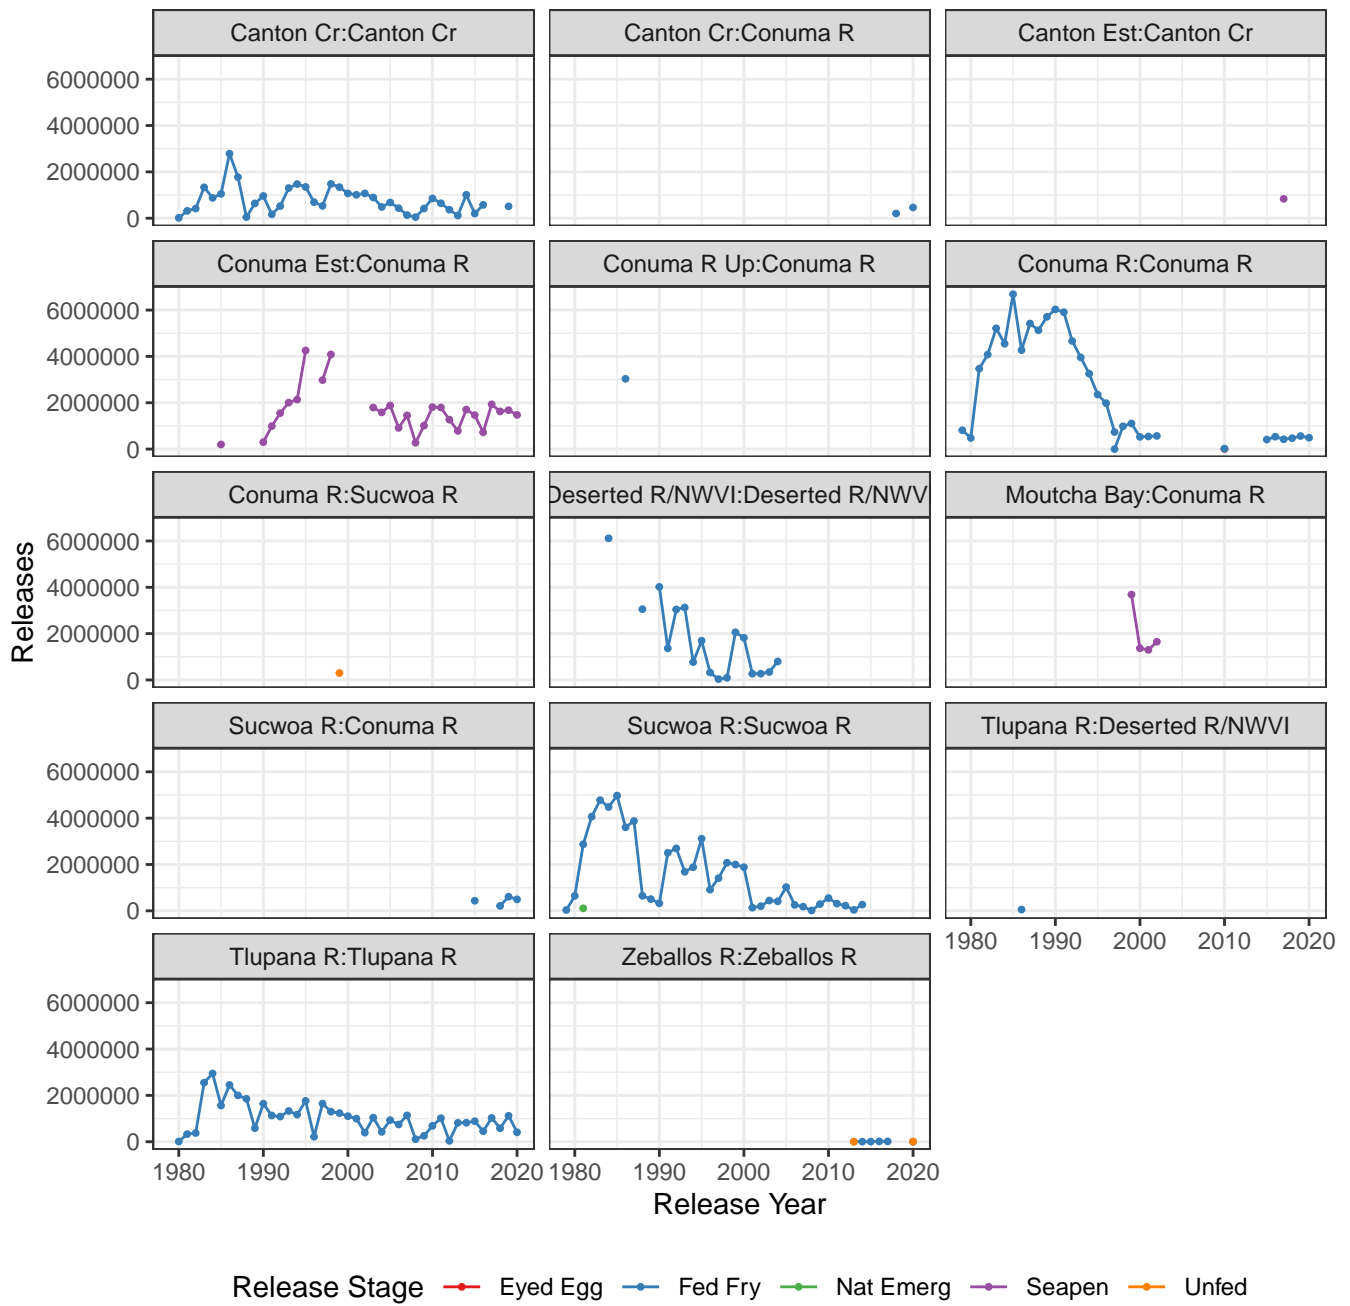 Canton Cr:Canton Cr
Canton Cr:Conuma R
Canton Est:Canton Cr
6000000
4000000
2000000
0
Conuma Est:Conuma R
Conuma R Up:Conuma R
Conuma R:Conuma R
6000000
4000000
2000000
0
Conuma R:Sucwoa R
Deserted R/NWVI:Deserted R/NWV
Moutcha Bay:Conuma R
6000000
4000000
2000000
0
Releases
Sucwoa R:Conuma R
Sucwoa R:Sucwoa R
Tlupana R:Deserted R/NWVI
6000000
4000000
2000000
0
1980 1990 2000 2010 2020
Tlupana R:Tlupana R
Zeballos R:Zeballos R
6000000
4000000
2000000
0
1980 1990 2000 2010 2020
1980 1990 2000 2010 2020
Release Year
Release Stage Eyed Egg Fed Fry Nat Emerg Seapen Unfed